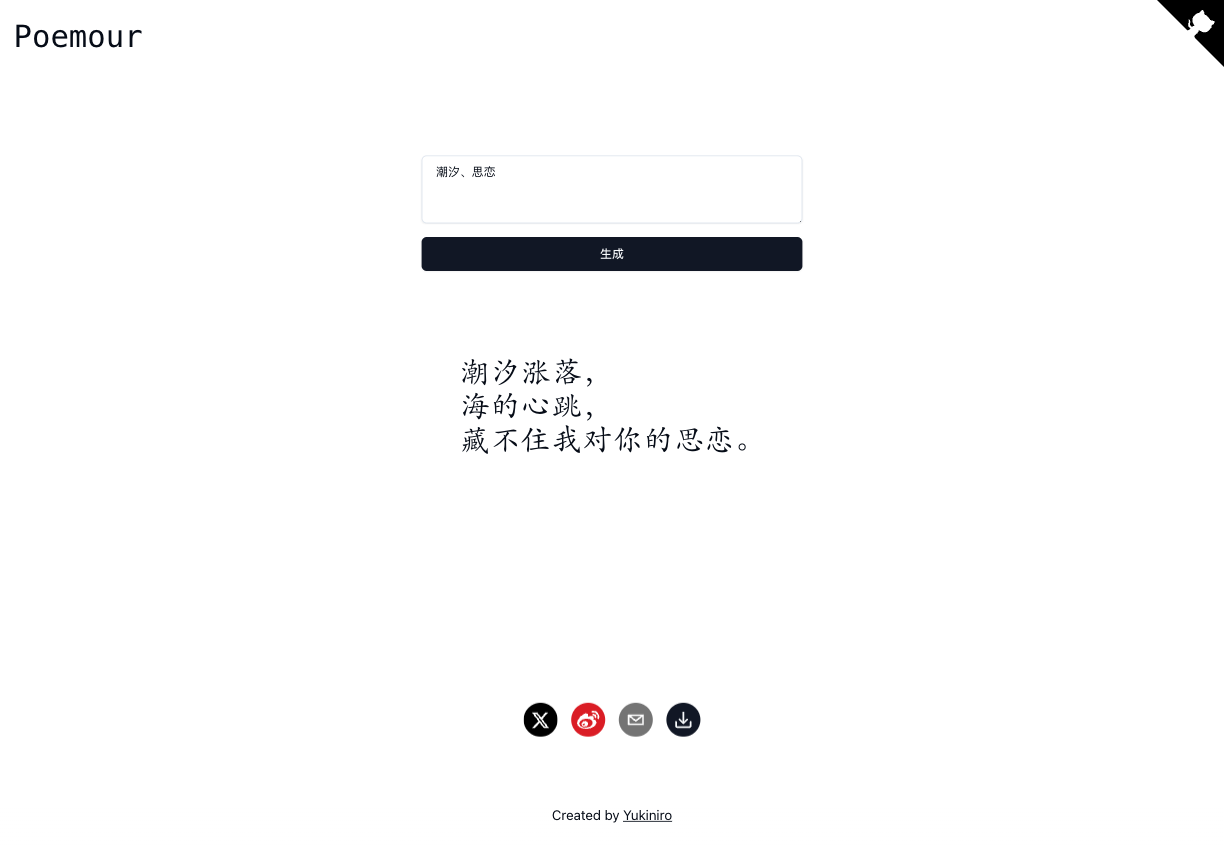 Poemour
潮汐、思恋
生成
潮汐涨落，
海的心跳，
藏不住我对你的思恋。
Created by Yukiniro